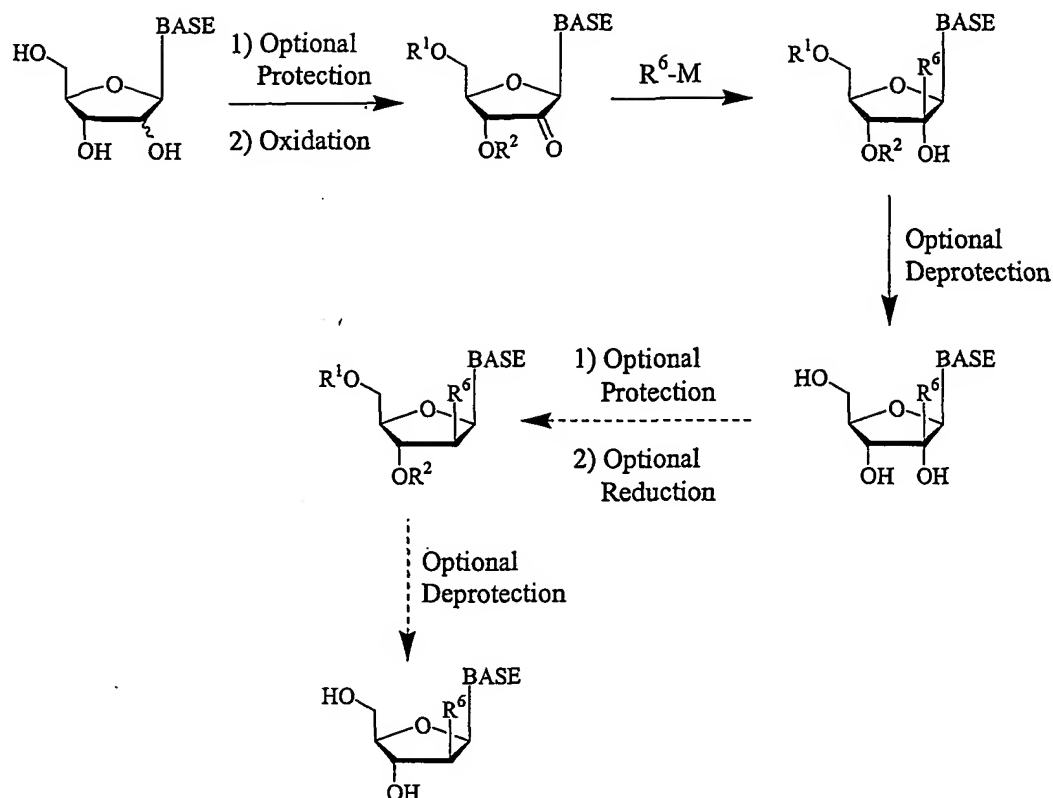 BASE
HO
O
OH OH
1) Optional
Protection
2) Oxidation
BASE
R¹O
O
OR² O
R⁶-M
BASE
R¹O
R⁶
O
OR² OH
Optional
Deprotection
BASE
HO
R⁶
O
OH OH
1) Optional
Protection
2) Optional
Reduction
BASE
R¹O
R⁶
O
OR²
Optional
Deprotection
BASE
HO
R⁶
O
OH